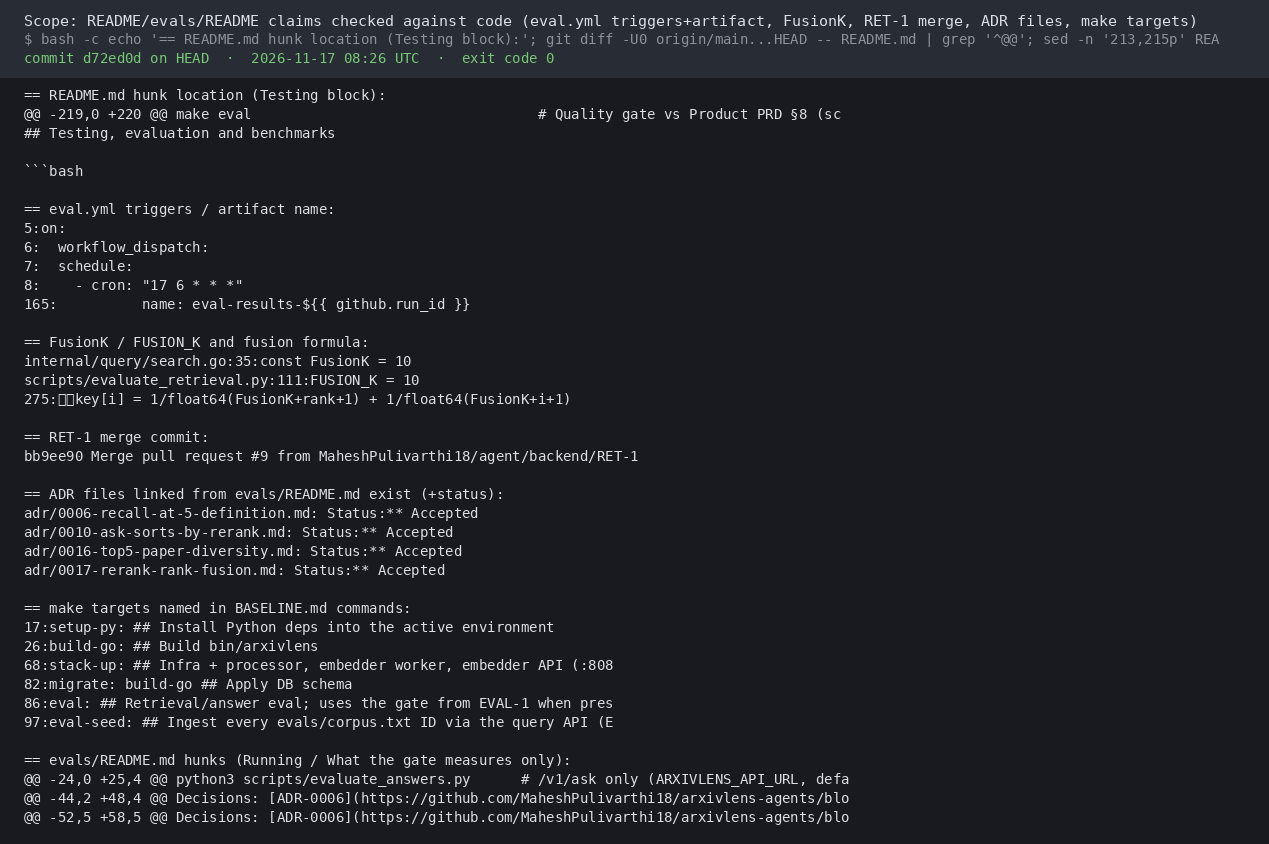 Scope: README/evals/README claims checked against code (eval.yml triggers+artifact, FusionK, RET-1 merge, ADR files, make targets)
$ bash -c echo '== README.md hunk location (Testing block):'; git diff -U0 origin/main...HEAD -- README.md | grep '^@@'; sed -n '213,215p' REA
commit d72ed0d on HEAD · 2026-11-17 08:26 UTC · exit code 0
== README.md hunk location (Testing block):
@@ -219,0 +220 @@ make eval # Quality gate vs Product PRD §8 (sc
## Testing, evaluation and benchmarks
```bash
== eval.yml triggers / artifact name:
5:on:
6:  workflow_dispatch:
7:  schedule:
8:    - cron: "17 6 * * *"
165:          name: eval-results-${{ github.run_id }}
== FusionK / FUSION_K and fusion formula:
internal/query/search.go:35:const FusionK = 10
scripts/evaluate_retrieval.py:111:FUSION_K = 10
275:key[i] = 1/float64(FusionK+rank+1) + 1/float64(FusionK+i+1)
== RET-1 merge commit:
bb9ee90 Merge pull request #9 from MaheshPulivarthi18/agent/backend/RET-1
== ADR files linked from evals/README.md exist (+status):
adr/0006-recall-at-5-definition.md: Status:** Accepted
adr/0010-ask-sorts-by-rerank.md: Status:** Accepted
adr/0016-top5-paper-diversity.md: Status:** Accepted
adr/0017-rerank-rank-fusion.md: Status:** Accepted
== make targets named in BASELINE.md commands:
17:setup-py: ## Install Python deps into the active environment
26:build-go: ## Build bin/arxivlens
68:stack-up: ## Infra + processor, embedder worker, embedder API (:808
82:migrate: build-go ## Apply DB schema
86:eval: ## Retrieval/answer eval; uses the gate from EVAL-1 when pres
97:eval-seed: ## Ingest every evals/corpus.txt ID via the query API (E
== evals/README.md hunks (Running / What the gate measures only):
@@ -24,0 +25,4 @@ python3 scripts/evaluate_answers.py      # /v1/ask only (ARXIVLENS_API_URL, defa
@@ -44,2 +48,4 @@ Decisions: [ADR-0006](https://github.com/MaheshPulivarthi18/arxivlens-agents/blo
@@ -52,5 +58,5 @@ Decisions: [ADR-0006](https://github.com/MaheshPulivarthi18/arxivlens-agents/blo